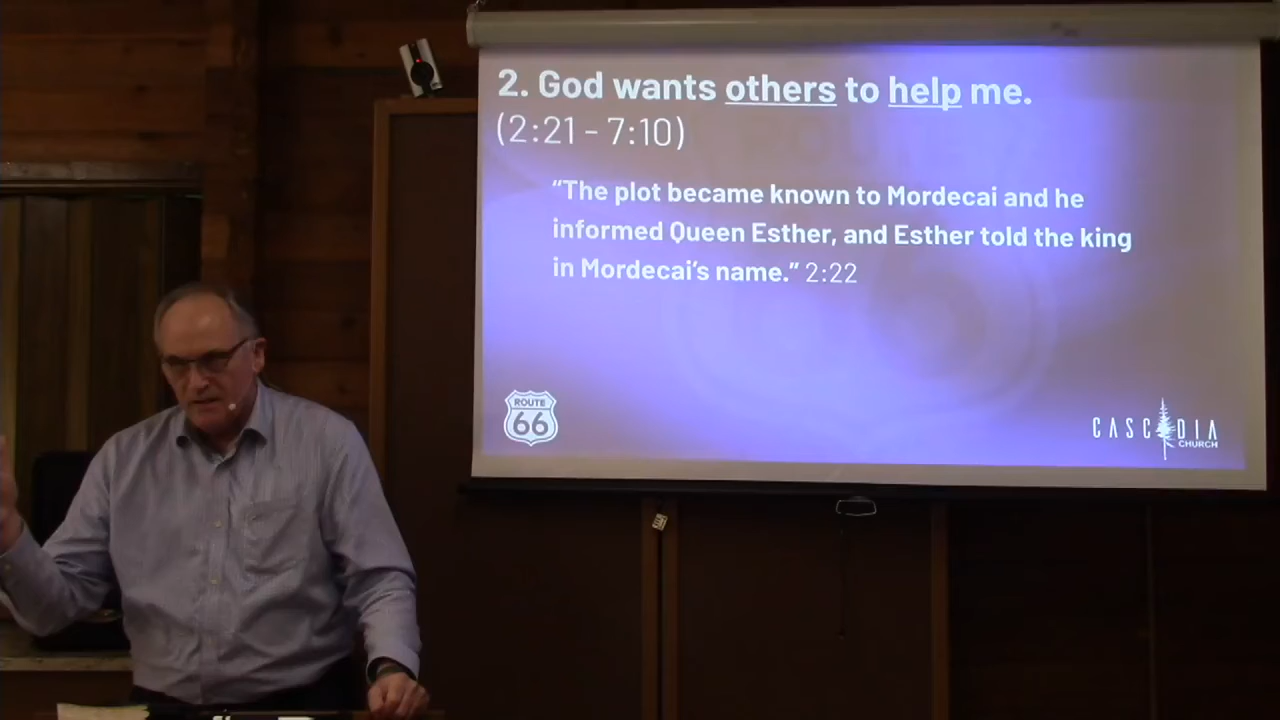 2. God wants others to help me.
(2:21 - 7:10)
“The plot became known to Mordecai and he
informed Queen Esther, and Esther told the king
in Mordecai’s name.” 2:22
ROUTE
66
CASCADIA
CHURCH